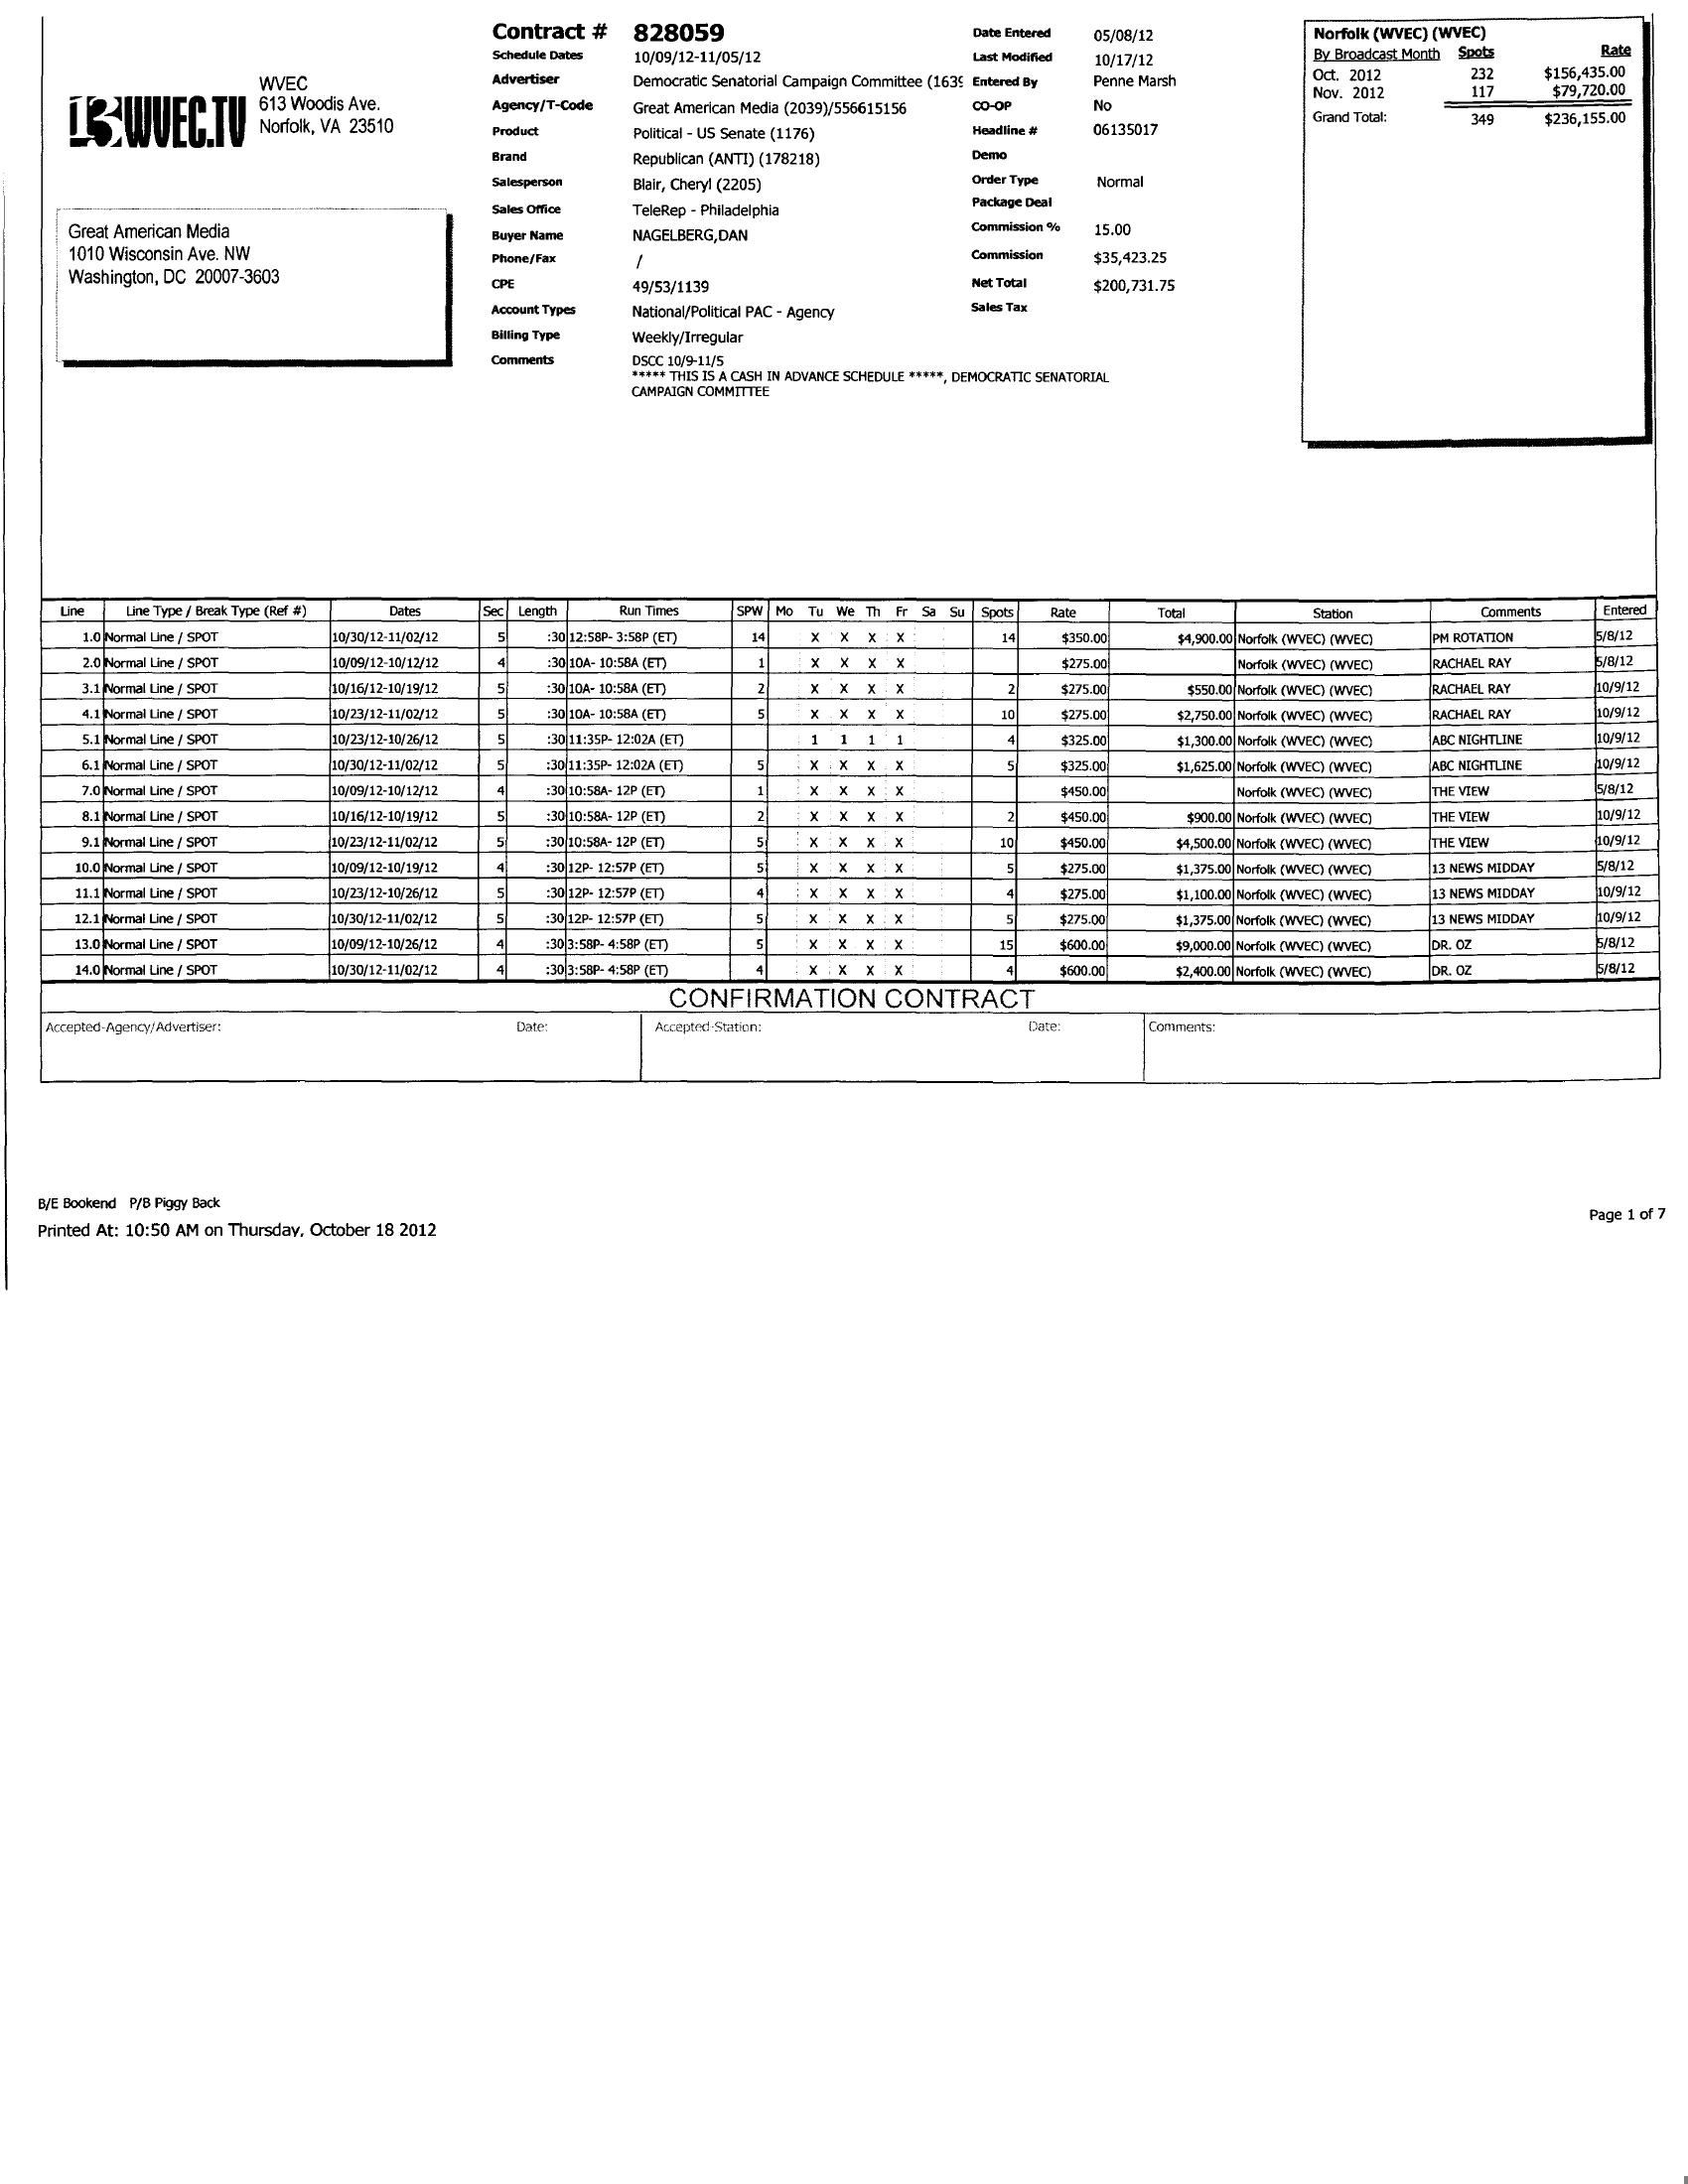 13 WVEC.TV
WVEC
613 Woodis Ave.
Norfolk, VA 23510
Great American Media
1010 Wisconsin Ave. NW
Washington, DC 20007-3603
Contract # 828059
Schedule Dates 10/09/12-11/05/12
Advertiser Democratic Senatorial Campaign Committee (1639
Agency/T-Code Great American Media (2039)/556615156
Product Political - US Senate (1176)
Brand Republican (ANTI) (178218)
Salesperson Blair, Cheryl (2205)
Sales Office TeleRep - Philadelphia
Buyer Name NAGELBERG,DAN
Phone/Fax /
CPE 49/53/1139
Account Types National/Political PAC - Agency
Billing Type Weekly/Irregular
Comments DSCC 10/9-11/5
***** THIS IS A CASH IN ADVANCE SCHEDULE *****, DEMOCRATIC SENATORIAL
CAMPAIGN COMMITTEE
Date Entered 05/08/12
Last Modified 10/17/12
Entered By Penne Marsh
CO-OP No
Headline # 06135017
Demo
Order Type Normal
Package Deal
Commission % 15.00
Commission $35,423.25
Net Total $200,731.75
Sales Tax
Norfolk (WVEC) (WVEC)
By Broadcast Month Spots Rate
Oct. 2012 232 $156,435.00
Nov. 2012 117 $79,720.00
Grand Total: 349 $236,155.00
Line Line Type / Break Type (Ref #) Dates Sec Length Run Times SPW Mo Tu We Th Fr Sa Su Spots Rate Total Station Comments Entered
1.0 Normal Line / SPOT 10/30/12-11/02/12 5 :30 12:58P- 3:58P (ET) 14 X X X X 14 $350.00 $4,900.00 Norfolk (WVEC) (WVEC) PM ROTATION 5/8/12
2.0 Normal Line / SPOT 10/09/12-10/12/12 4 :30 10A- 10:58A (ET) 1 X X X X $275.00 Norfolk (WVEC) (WVEC) RACHAEL RAY 5/8/12
3.1 Normal Line / SPOT 10/16/12-10/19/12 5 :30 10A- 10:58A (ET) 2 X X X X 2 $275.00 $550.00 Norfolk (WVEC) (WVEC) RACHAEL RAY 10/9/12
4.1 Normal Line / SPOT 10/23/12-11/02/12 5 :30 10A- 10:58A (ET) 5 X X X X 10 $275.00 $2,750.00 Norfolk (WVEC) (WVEC) RACHAEL RAY 10/9/12
5.1 Normal Line / SPOT 10/23/12-10/26/12 5 :30 11:35P- 12:02A (ET) 1 1 1 1 4 $325.00 $1,300.00 Norfolk (WVEC) (WVEC) ABC NIGHTLINE 10/9/12
6.1 Normal Line / SPOT 10/30/12-11/02/12 5 :30 11:35P- 12:02A (ET) 5 X X X X 5 $325.00 $1,625.00 Norfolk (WVEC) (WVEC) ABC NIGHTLINE 10/9/12
7.0 Normal Line / SPOT 10/09/12-10/12/12 4 :30 10:58A- 12P (ET) 1 X X X X $450.00 Norfolk (WVEC) (WVEC) THE VIEW 5/8/12
8.1 Normal Line / SPOT 10/16/12-10/19/12 5 :30 10:58A- 12P (ET) 2 X X X X 2 $450.00 $900.00 Norfolk (WVEC) (WVEC) THE VIEW 10/9/12
9.1 Normal Line / SPOT 10/23/12-11/02/12 5 :30 10:58A- 12P (ET) 5 X X X X 10 $450.00 $4,500.00 Norfolk (WVEC) (WVEC) THE VIEW 10/9/12
10.0 Normal Line / SPOT 10/09/12-10/19/12 4 :30 12P- 12:57P (ET) 5 X X X X 5 $275.00 $1,375.00 Norfolk (WVEC) (WVEC) 13 NEWS MIDDAY 5/8/12
11.1 Normal Line / SPOT 10/23/12-10/26/12 5 :30 12P- 12:57P (ET) 4 X X X X 4 $275.00 $1,100.00 Norfolk (WVEC) (WVEC) 13 NEWS MIDDAY 10/9/12
12.1 Normal Line / SPOT 10/30/12-11/02/12 5 :30 12P- 12:57P (ET) 5 X X X X 5 $275.00 $1,375.00 Norfolk (WVEC) (WVEC) 13 NEWS MIDDAY 10/9/12
13.0 Normal Line / SPOT 10/09/12-10/26/12 4 :30 3:58P- 4:58P (ET) 5 X X X X 15 $600.00 $9,000.00 Norfolk (WVEC) (WVEC) DR. OZ 5/8/12
14.0 Normal Line / SPOT 10/30/12-11/02/12 4 :30 3:58P- 4:58P (ET) 4 X X X X 4 $600.00 $2,400.00 Norfolk (WVEC) (WVEC) DR. OZ 5/8/12
CONFIRMATION CONTRACT
Accepted-Agency/Advertiser: Date: Accepted-Station: Date: Comments:
B/E Bookend P/B Piggy Back
Printed At: 10:50 AM on Thursday, October 18 2012
Page 1 of 7